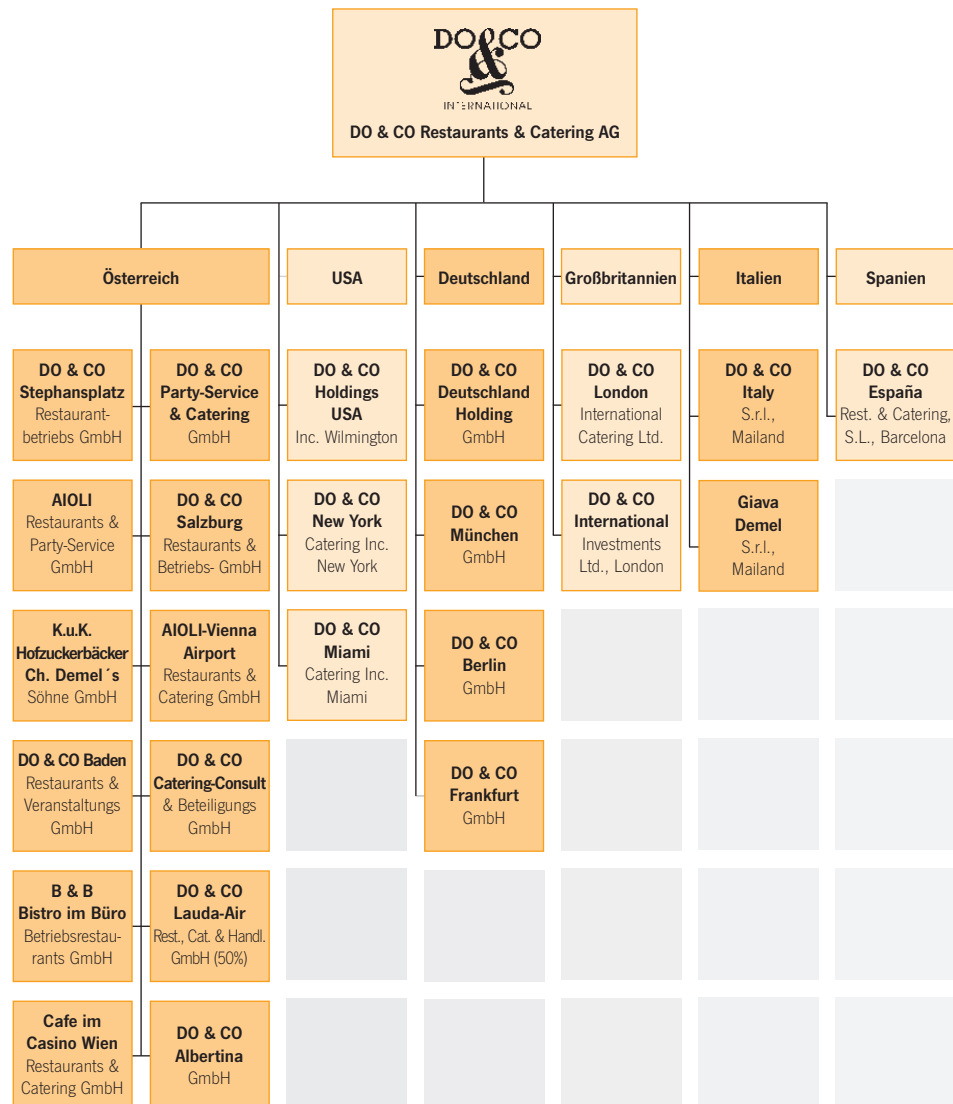 DO & CO
INTERNATIONAL
DO & CO Restaurants & Catering AG
Österreich
USA
Deutschland
Großbritannien
Italien
Spanien
DO & CO
Stephansplatz
Restaurant-
betriebs GmbH
DO & CO
Party-Service
& Catering
GmbH
DO & CO
Holdings
USA
Inc. Wilmington
DO & CO
Deutschland
Holding
GmbH
DO & CO
London
International
Catering Ltd.
DO & CO
Italy
S.r.l.,
Mailand
DO & CO
España
Rest. & Catering,
S.L., Barcelona
AIOLI
Restaurants &
Party-Service
GmbH
DO & CO
Salzburg
Restaurants &
Betriebs- GmbH
DO & CO
New York
Catering Inc.
New York
DO & CO
München
GmbH
DO & CO
International
Investments
Ltd., London
Giava
Demel
S.r.l.,
Mailand
K.u.K.
Hofzuckerbäcker
Ch. Demel´s
Söhne GmbH
AIOLI-Vienna
Airport
Restaurants &
Catering GmbH
DO & CO
Miami
Catering Inc.
Miami
DO & CO
Berlin
GmbH
DO & CO Baden
Restaurants &
Veranstaltungs
GmbH
DO & CO
Catering-Consult
& Beteiligungs
GmbH
DO & CO
Frankfurt
GmbH
B & B
Bistro im Büro
Betriebsrestau-
rants GmbH
DO & CO
Lauda-Air
Rest., Cat. & Handl.
GmbH (50%)
Cafe im
Casino Wien
Restaurants &
Catering GmbH
DO & CO
Albertina
GmbH